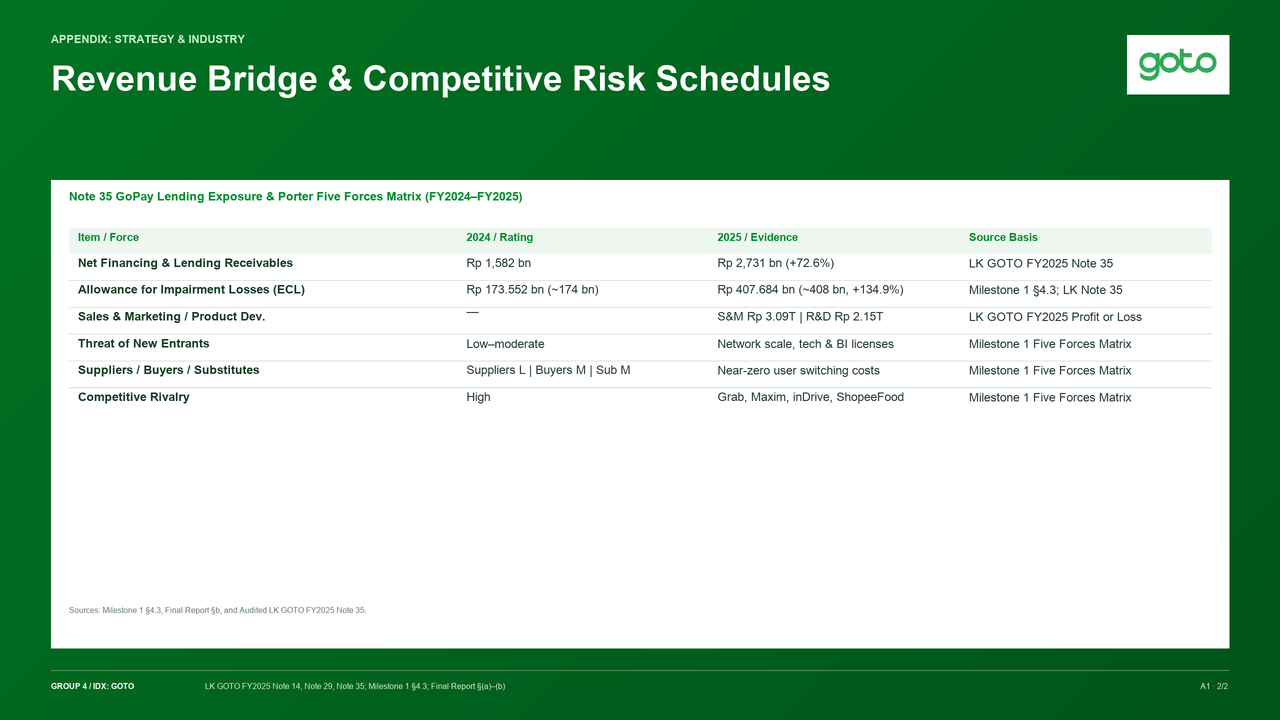 APPENDIX: STRATEGY & INDUSTRY
Revenue Bridge & Competitive Risk Schedules
goto
Note 35 GoPay Lending Exposure & Porter Five Forces Matrix (FY2024–FY2025)
Item / Force 2024 / Rating 2025 / Evidence Source Basis
Net Financing & Lending Receivables Rp 1,582 bn Rp 2,731 bn (+72.6%) LK GOTO FY2025 Note 35
Allowance for Impairment Losses (ECL) Rp 173.552 bn (~174 bn) Rp 407.684 bn (~408 bn, +134.9%) Milestone 1 §4.3; LK Note 35
Sales & Marketing / Product Dev. — S&M Rp 3.09T | R&D Rp 2.15T LK GOTO FY2025 Profit or Loss
Threat of New Entrants Low–moderate Network scale, tech & BI licenses Milestone 1 Five Forces Matrix
Suppliers / Buyers / Substitutes Suppliers L | Buyers M | Sub M Near-zero user switching costs Milestone 1 Five Forces Matrix
Competitive Rivalry High Grab, Maxim, inDrive, ShopeeFood Milestone 1 Five Forces Matrix
Sources: Milestone 1 §4.3, Final Report §b, and Audited LK GOTO FY2025 Note 35.
GROUP 4 / IDX: GOTO LK GOTO FY2025 Note 14, Note 29, Note 35; Milestone 1 §4.3; Final Report §(a)–(b) A1 · 2/2